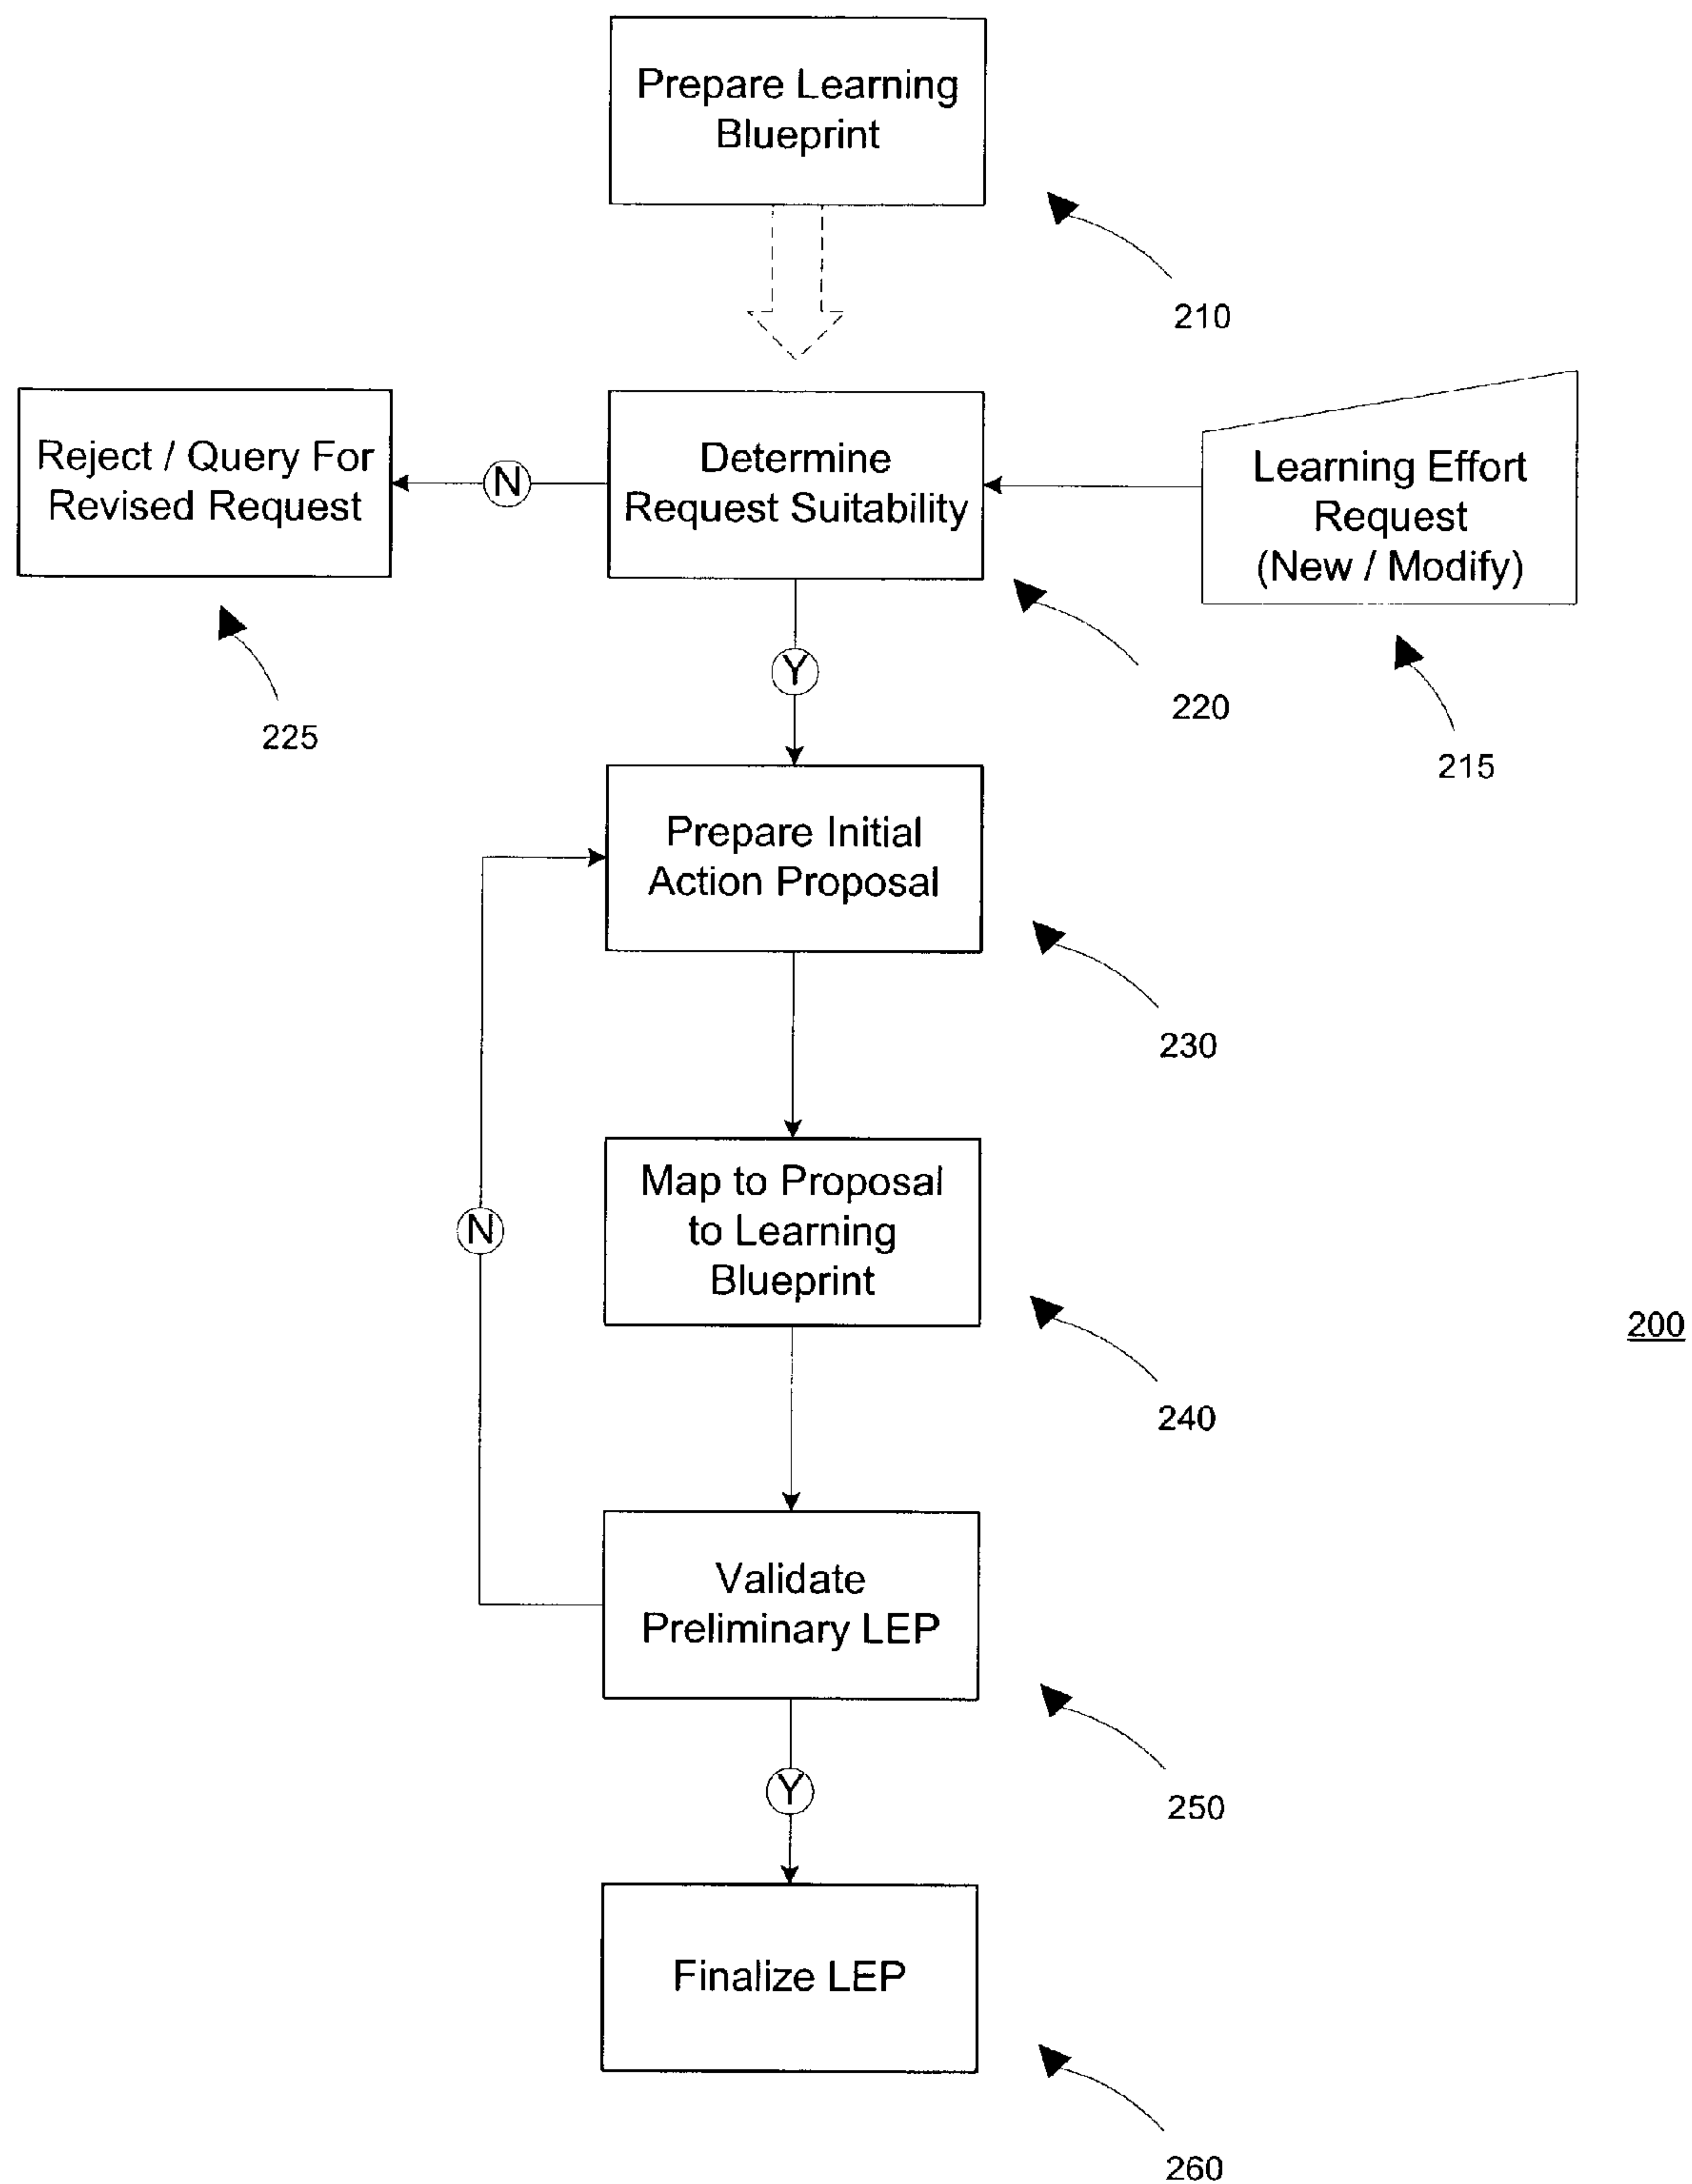 Prepare Learning
Blueprint
210
Reject / Query For
Revised Request
N
Determine
Request Suitability
Learning Effort
Request
(New / Modify)
225
Y
220
215
Prepare Initial
Action Proposal
230
Map to Proposal
to Learning
Blueprint
N
240
200
Validate
Preliminary LEP
250
Y
Finalize LEP
260